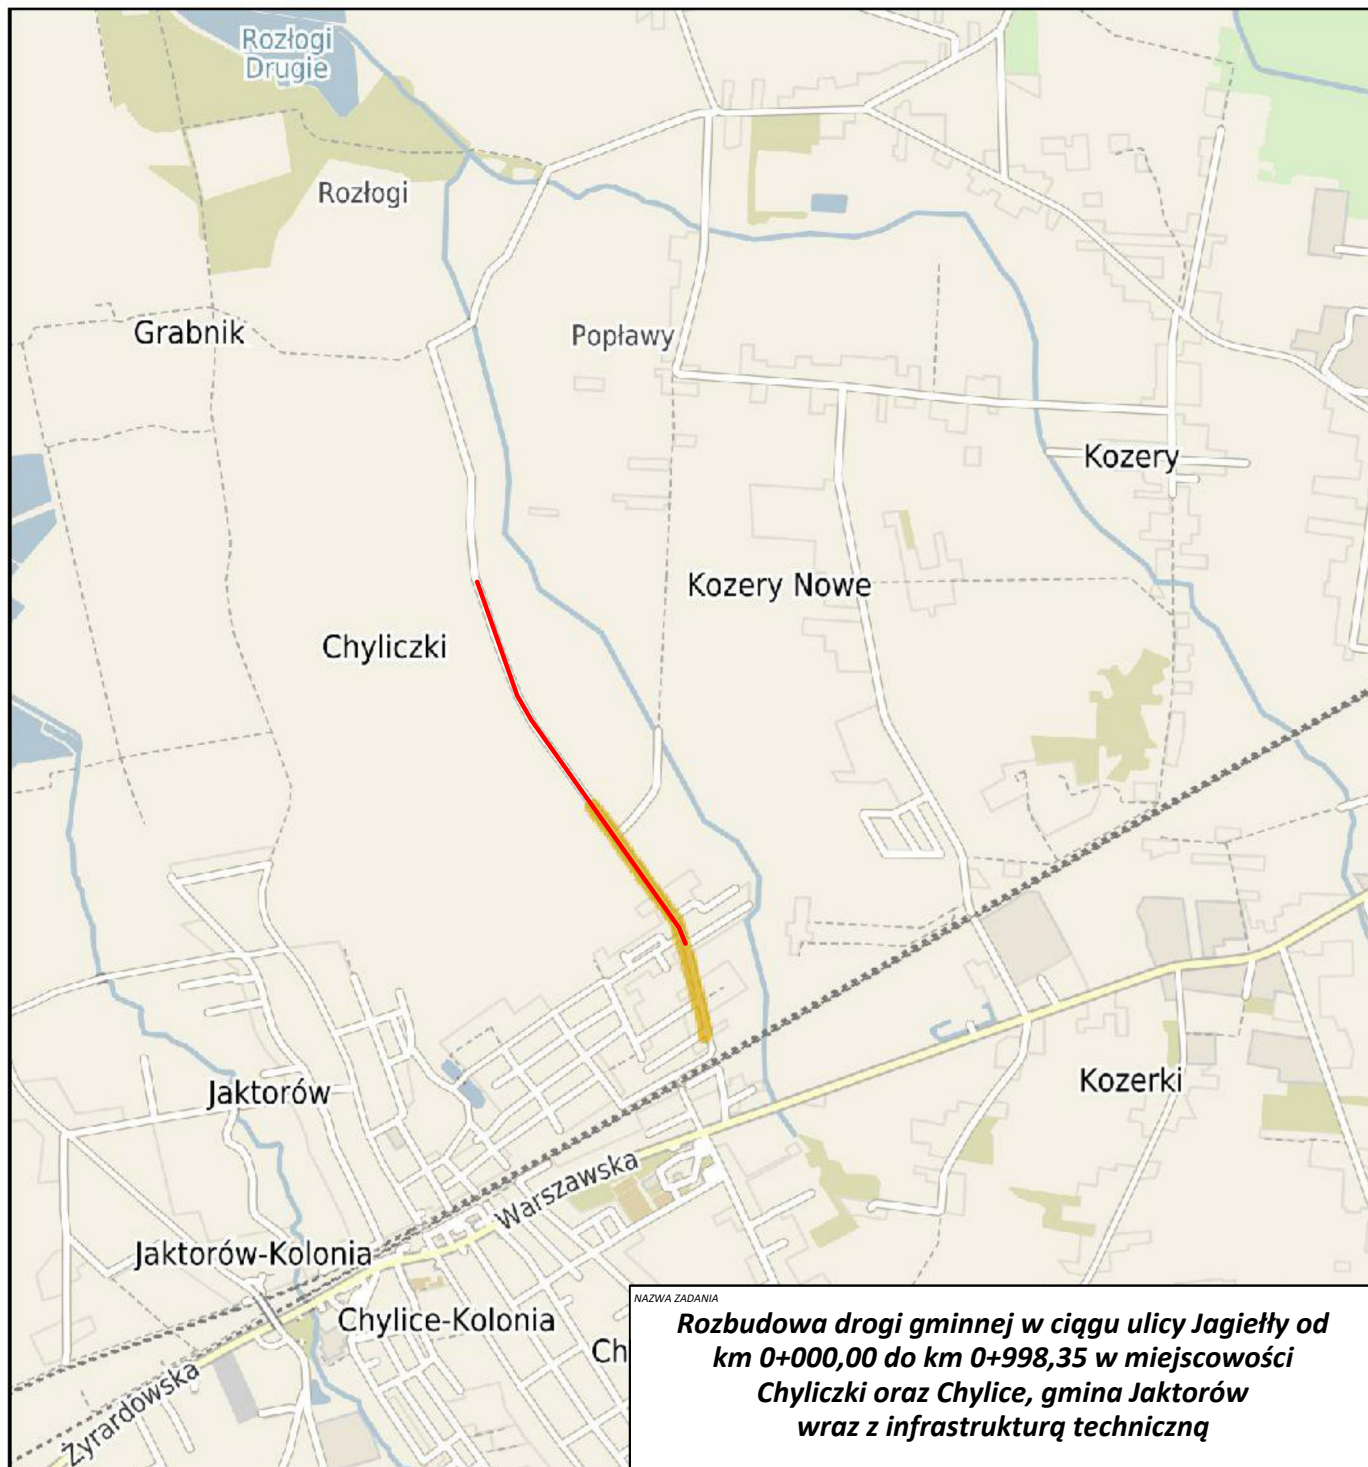 Rozłogi
Drugie
Rozłogi
Grabnik
Popławy
Kozery
Kozery Nowe
Chyliczki
Jaktorów
Kozerki
Warszawska
Jaktorów-Kolonia
Chylice-Kolonia
Ch
Żyrardowska
NAZWA ZADANIA
Rozbudowa drogi gminnej w ciągu ulicy Jagiełły od
km 0+000,00 do km 0+998,35 w miejscowości
Chyliczki oraz Chylice, gmina Jaktorów
wraz z infrastrukturą techniczną